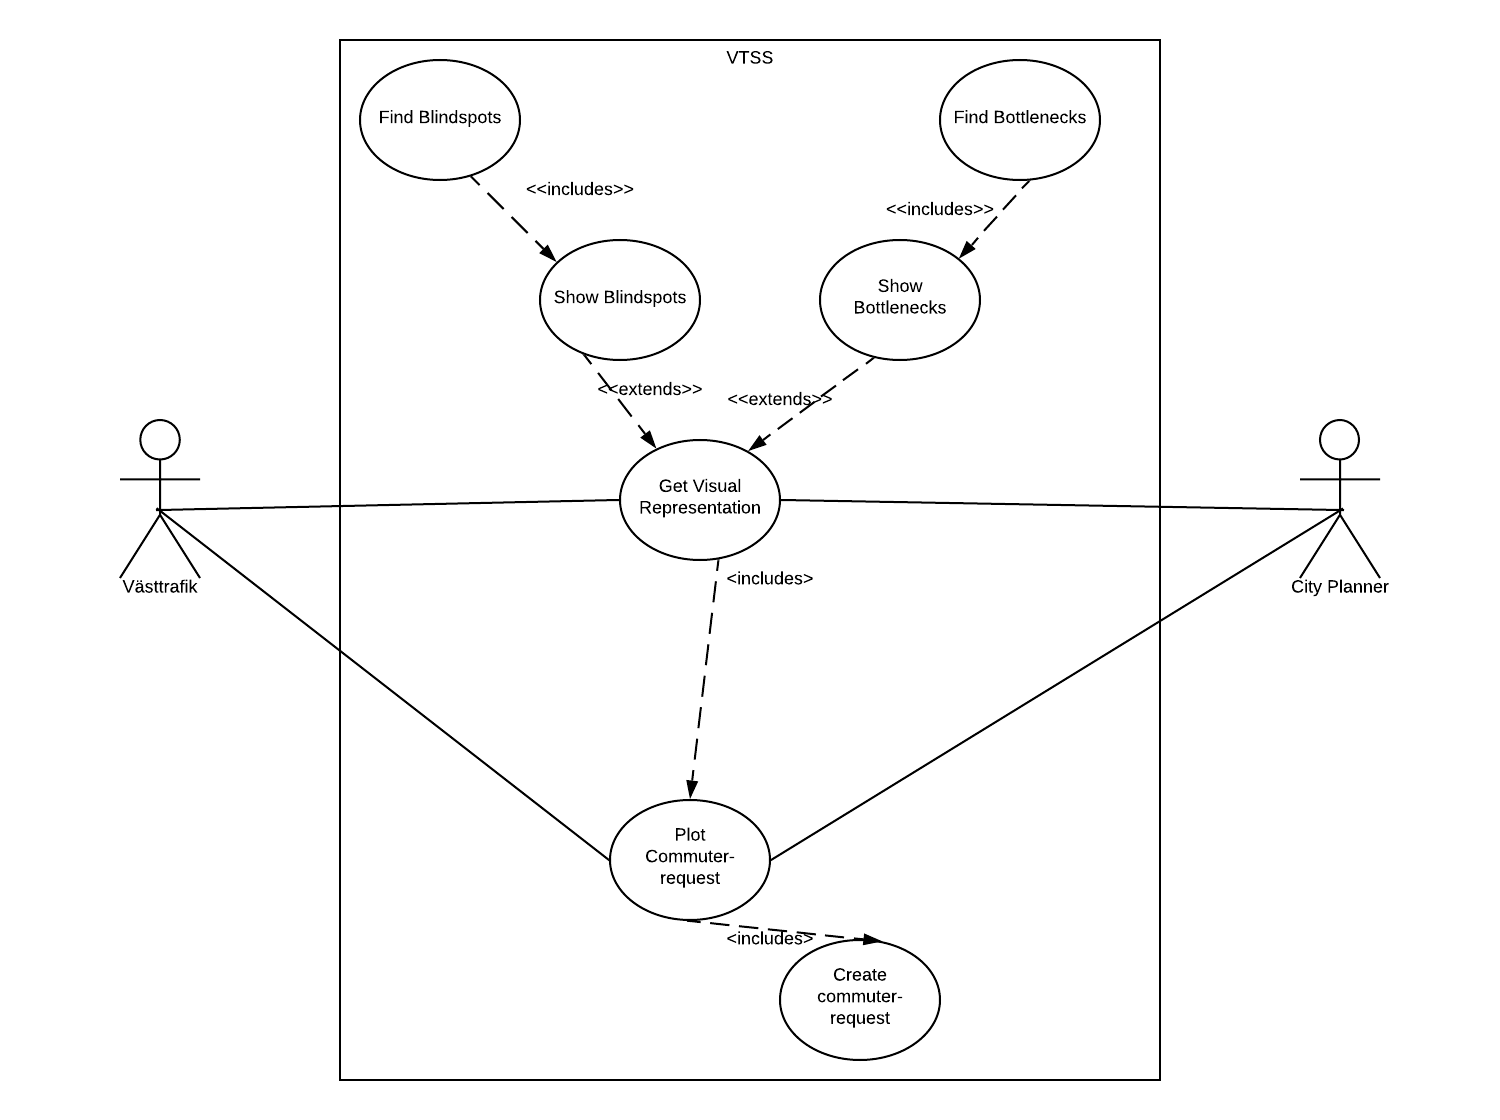 VTSS
Find Blindspots
Find Bottlenecks
<<includes>>
<<includes>>
Show Blindspots
Show
Bottlenecks
<<extends>>
<<extends>>
Get Visual
Representation
Västtrafik
City Planner
<includes>
Plot
Commuter-
request
<includes>
Create
commuter-
request